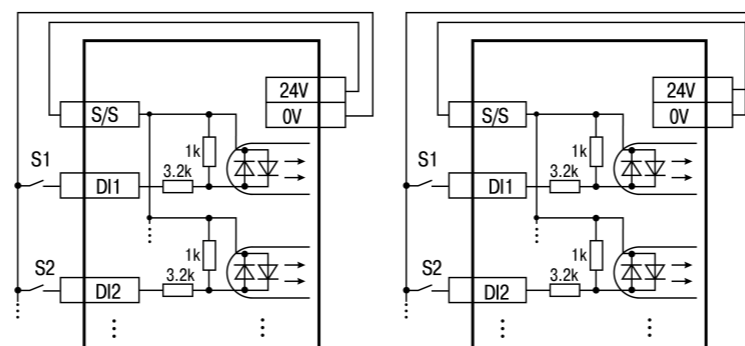 24V
0V
S/S
1k
S1
3.2k
DI1
1k
S2
3.2k
DI2
24V
0V
S/S
1k
S1
3.2k
DI1
1k
S2
3.2k
DI2